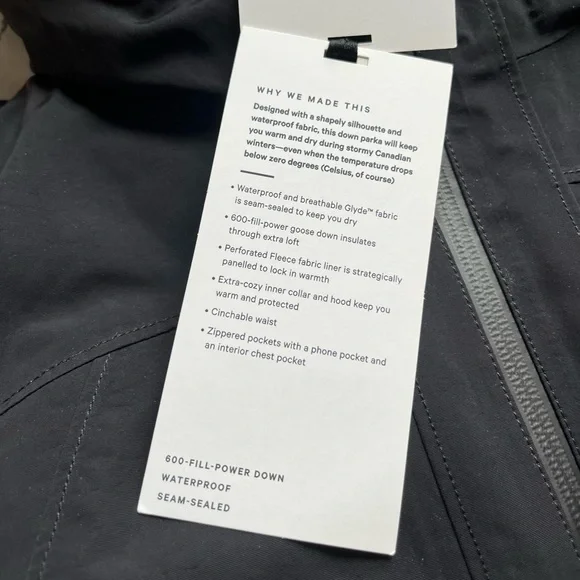 WHY WE MADE THIS
Designed with a shapely silhouette and
waterproof fabric, this down parka will keep
you warm and dry during stormy Canadian
winters—even when the temperature drops
below zero degrees (Celsius, of course)
• Waterproof and breathable Glyde™ fabric
is seam-sealed to keep you dry
• 600-fill-power goose down insulates
through extra loft
• Perforated Fleece fabric liner is strategically
panelled to lock in warmth
• Extra-cozy inner collar and hood keep you
warm and protected
• Cinchable waist
• Zippered pockets with a phone pocket and
an interior chest pocket
600-FILL-POWER DOWN
WATERPROOF
SEAM-SEALED